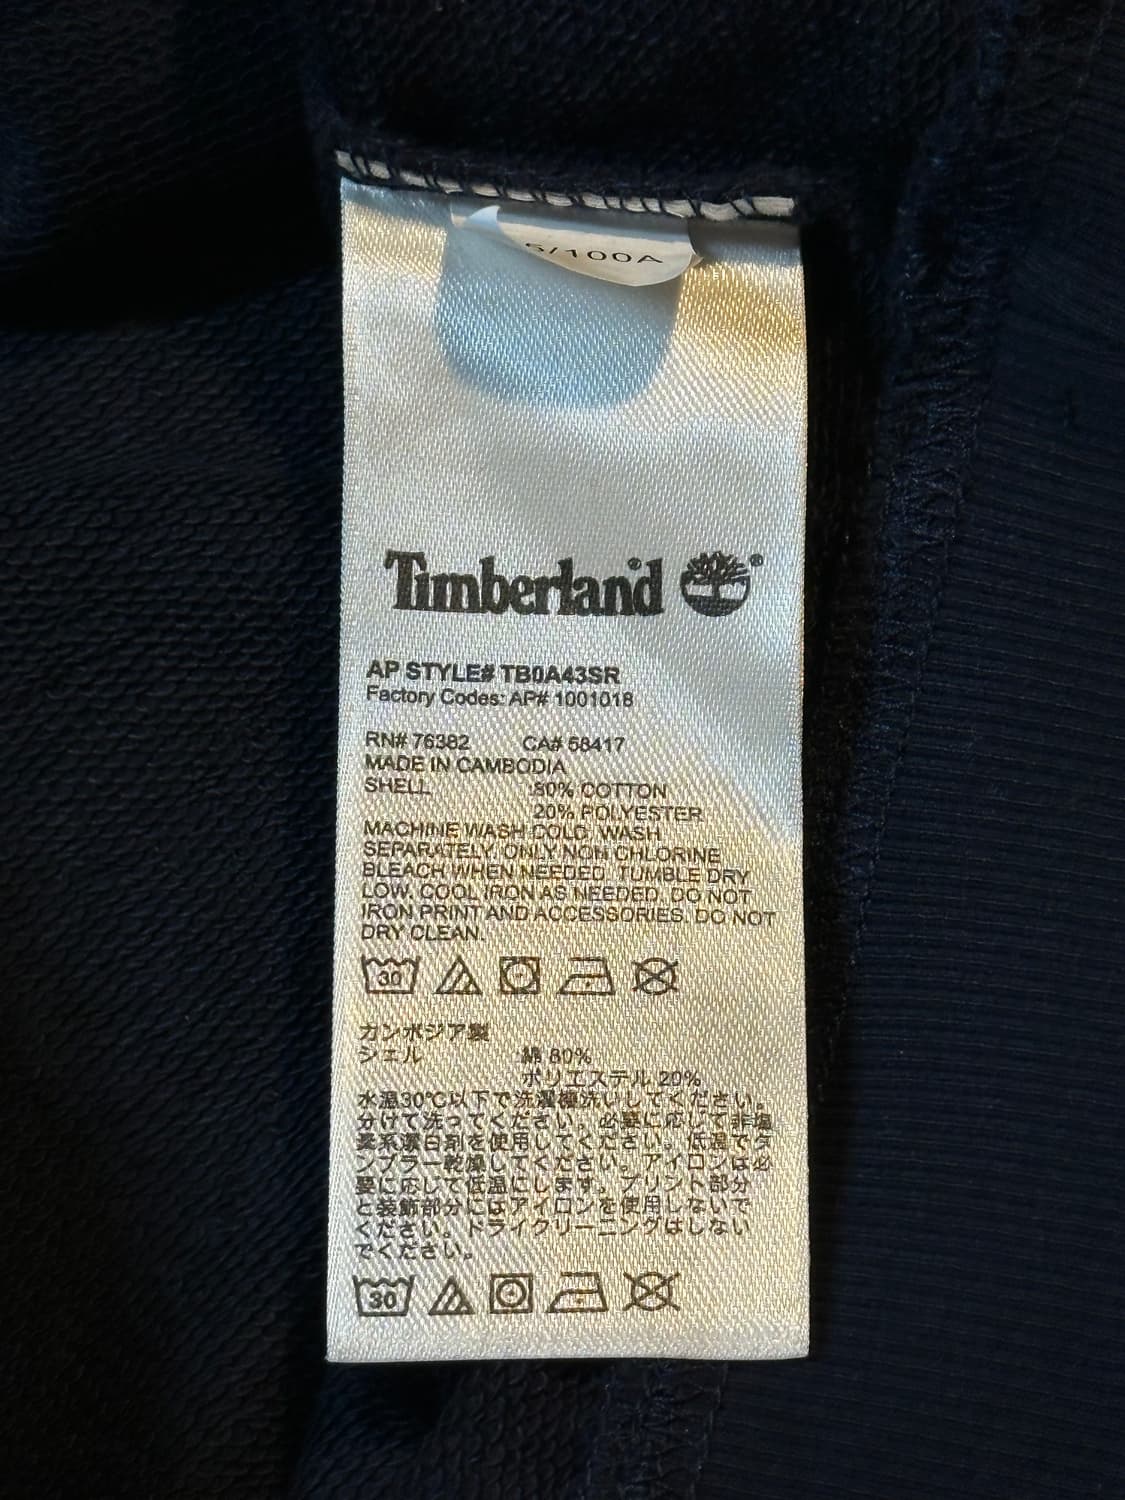 /100A
Timberland ®
AP STYLE# TB0A43SR
Factory Codes: AP# 1001018
RN# 76382 CA# 58417
MADE IN CAMBODIA
SHELL 80% COTTON
20% POLYESTER
MACHINE WASH COLD. WASH
SEPARATELY. ONLY NON CHLORINE
BLEACH WHEN NEEDED. TUMBLE DRY
LOW. COOL IRON AS NEEDED. DO NOT
IRON PRINT AND ACCESSORIES. DO NOT
DRY CLEAN.
30
カンボジア製
シェル 綿 80%
ポリエステル 20%
水温30℃以下で洗濯機洗いしてください。
分けて洗ってください。必要に応じて非塩
素系漂白剤を使用してください。低温でタ
ンブラー乾燥してください。アイロンは必
要に応じて低温にします。プリント部分
と装飾部分にはアイロンを使用しないで
ください。ドライクリーニングはしない
でください。
30